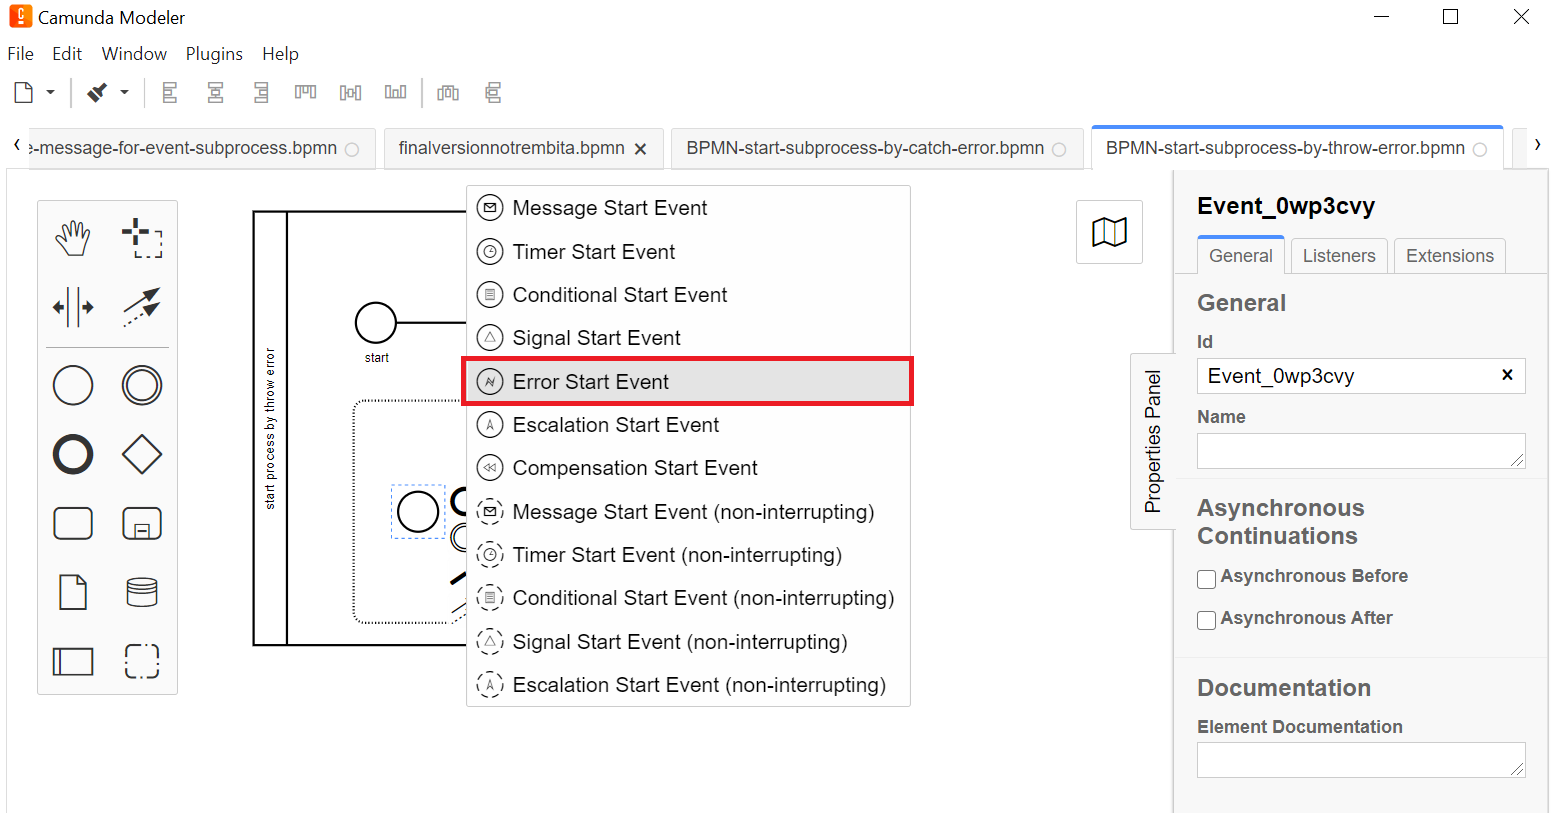 Camunda Modeler
File Edit Window Plugins Help
e-message-for-event-subprocess.bpmn
finalversionnotrembita.bpmn
BPMN-start-subprocess-by-catch-error.bpmn
BPMN-start-subprocess-by-throw-error.bpmn
start process by throw error
start
Message Start Event
Timer Start Event
Conditional Start Event
Signal Start Event
Error Start Event
Escalation Start Event
Compensation Start Event
Message Start Event (non-interrupting)
Timer Start Event (non-interrupting)
Conditional Start Event (non-interrupting)
Signal Start Event (non-interrupting)
Escalation Start Event (non-interrupting)
Properties Panel
Event_0wp3cvy
General Listeners Extensions
General
Id
Event_0wp3cvy
Name
Asynchronous
Continuations
Asynchronous Before
Asynchronous After
Documentation
Element Documentation